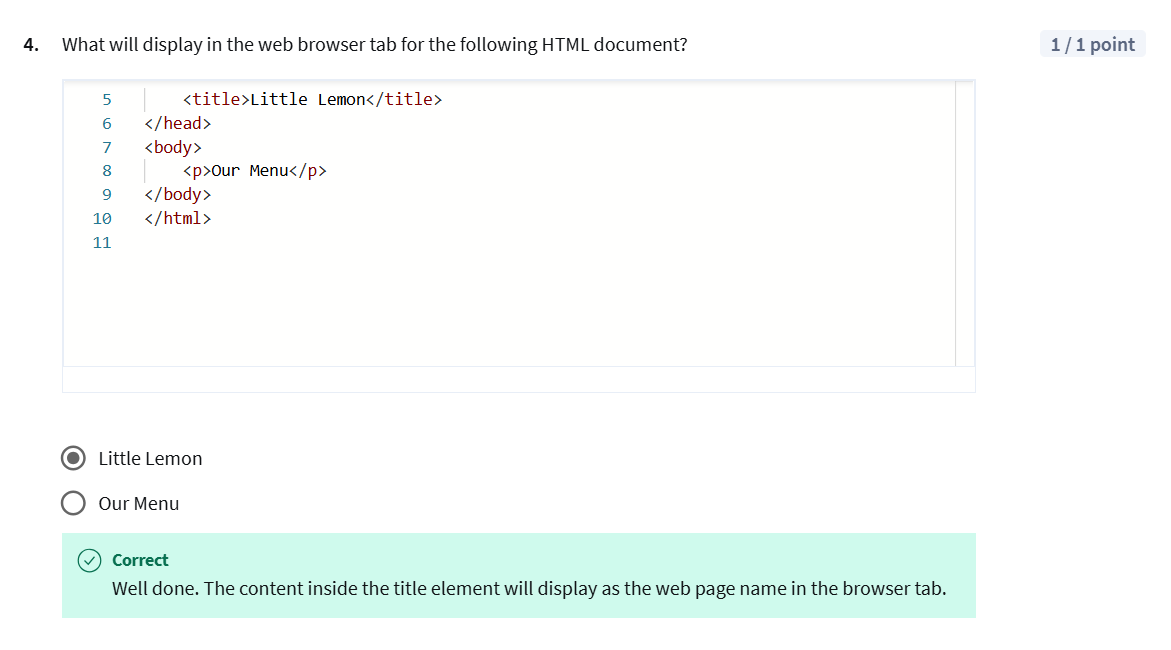 4. What will display in the web browser tab for the following HTML document?
1 / 1 point
5 <title>Little Lemon</title>
6 </head>
7 <body>
8 <p>Our Menu</p>
9 </body>
10 </html>
11
Little Lemon
Our Menu
Correct
Well done. The content inside the title element will display as the web page name in the browser tab.